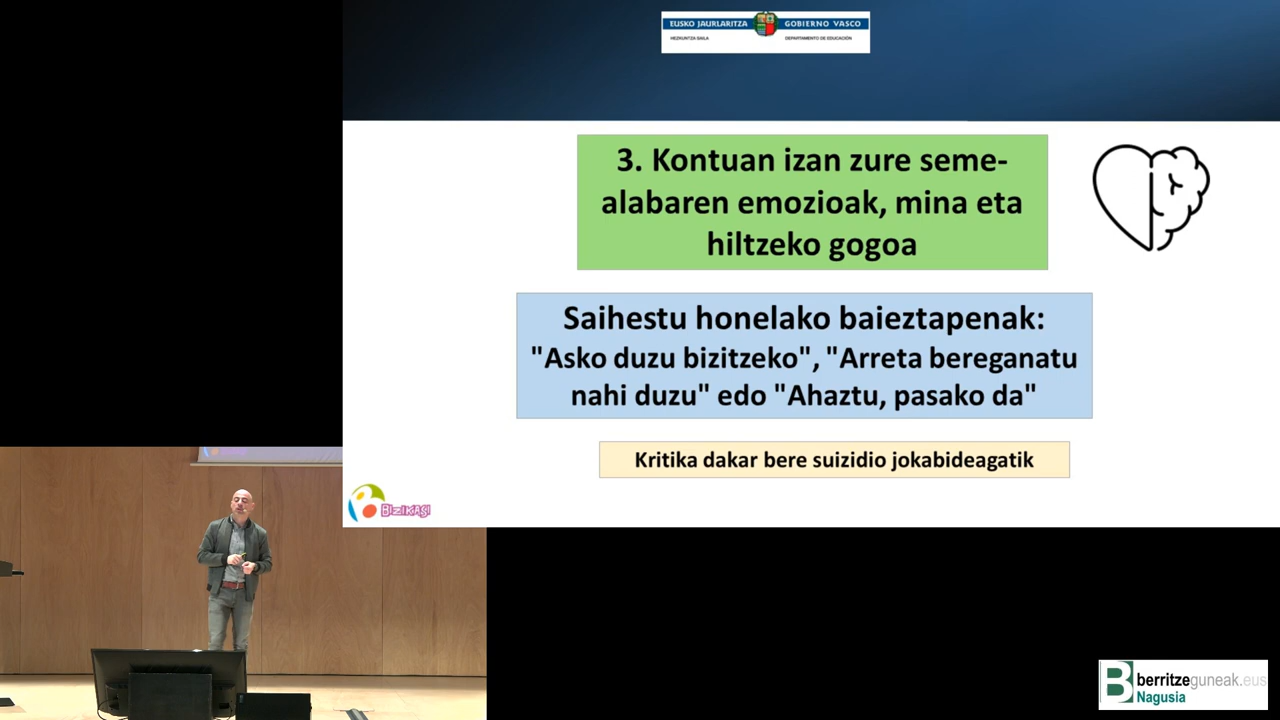 EUSKO JAURLARITZA
GOBIERNO VASCO
HEZKUNTZA SAILA
DEPARTAMENTO DE EDUCACIÓN
3. Kontuan izan zure seme-
alabaren emozioak, mina eta
hiltzeko gogoa
Saihestu honelako baieztapenak:
"Asko duzu bizitzeko", "Arreta bereganatu
nahi duzu" edo "Ahaztu, pasako da"
Kritika dakar bere suizidio jokabideagatik
BIZIKASI
berritzeguneak.eus
Nagusia